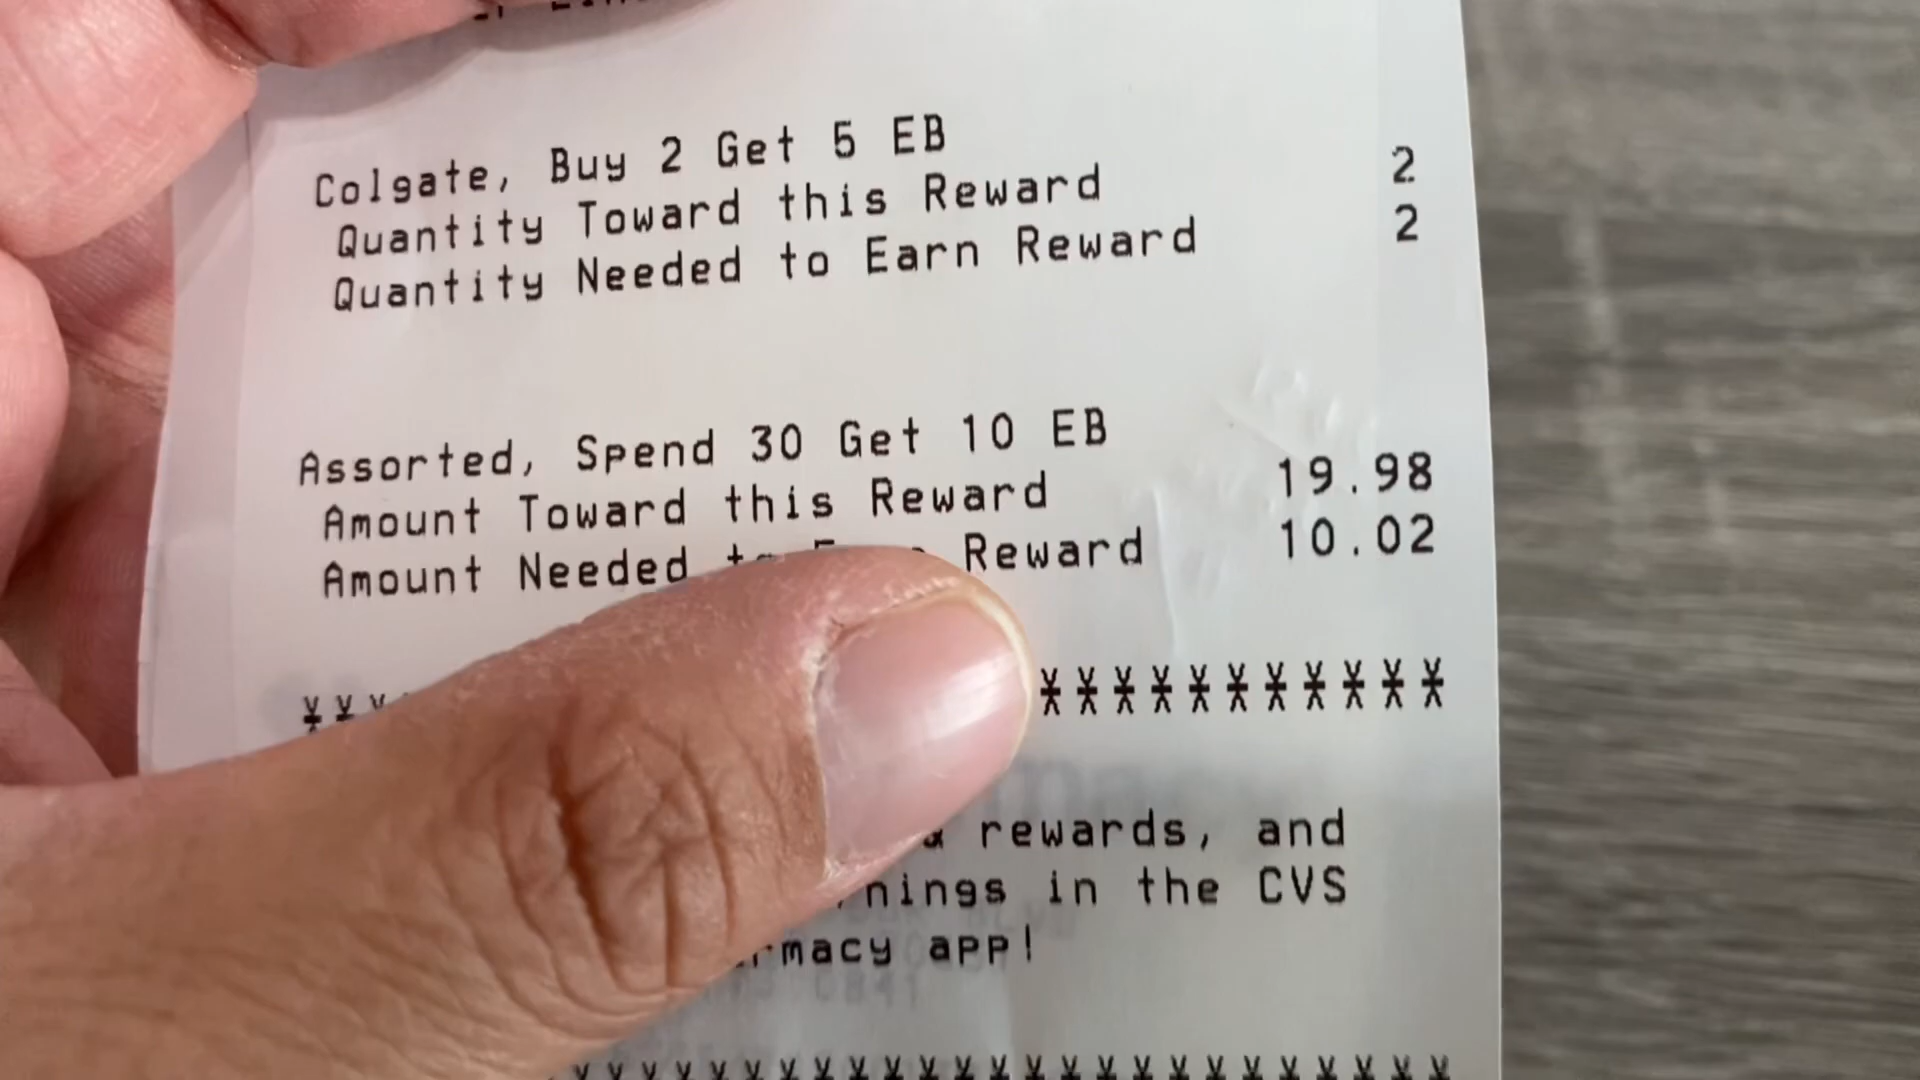 Colgate, Buy 2 Get 5 EB
Quantity Toward this Reward 2
Quantity Needed to Earn Reward 2
Assorted, Spend 30 Get 10 EB
Amount Toward this Reward 19.98
Amount Needed Reward 10.02
rewards, and
in the CVS
app!